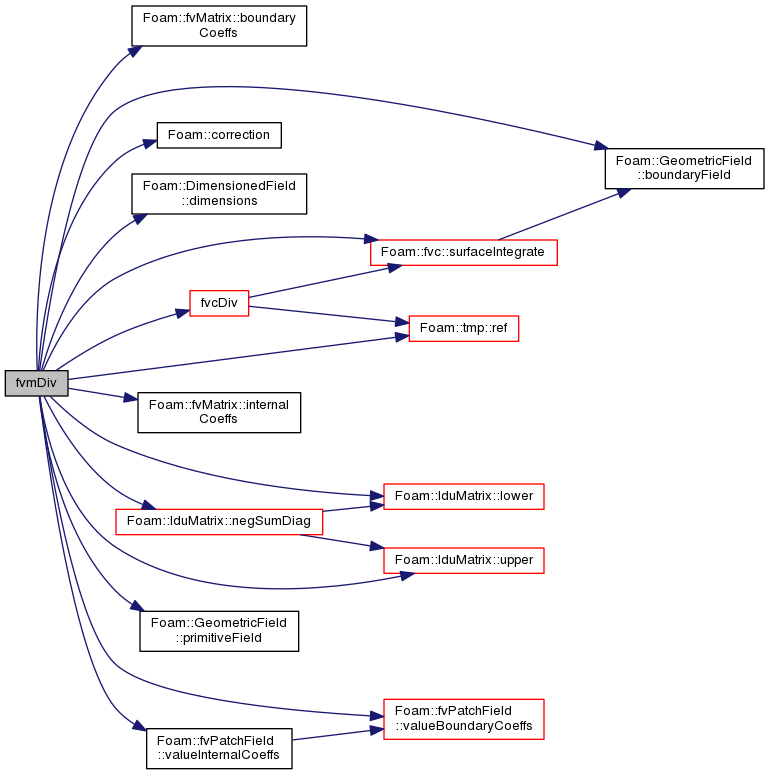 Foam::fvMatrix::boundary
Coeffs
Foam::correction
Foam::GeometricField
::boundaryField
Foam::DimensionedField
::dimensions
Foam::fvc::surfaceIntegrate
fvcDiv
Foam::tmp::ref
fvmDiv
Foam::fvMatrix::internal
Coeffs
Foam::lduMatrix::lower
Foam::lduMatrix::negSumDiag
Foam::lduMatrix::upper
Foam::GeometricField
::primitiveField
Foam::fvPatchField
::valueBoundaryCoeffs
Foam::fvPatchField
::valueInternalCoeffs